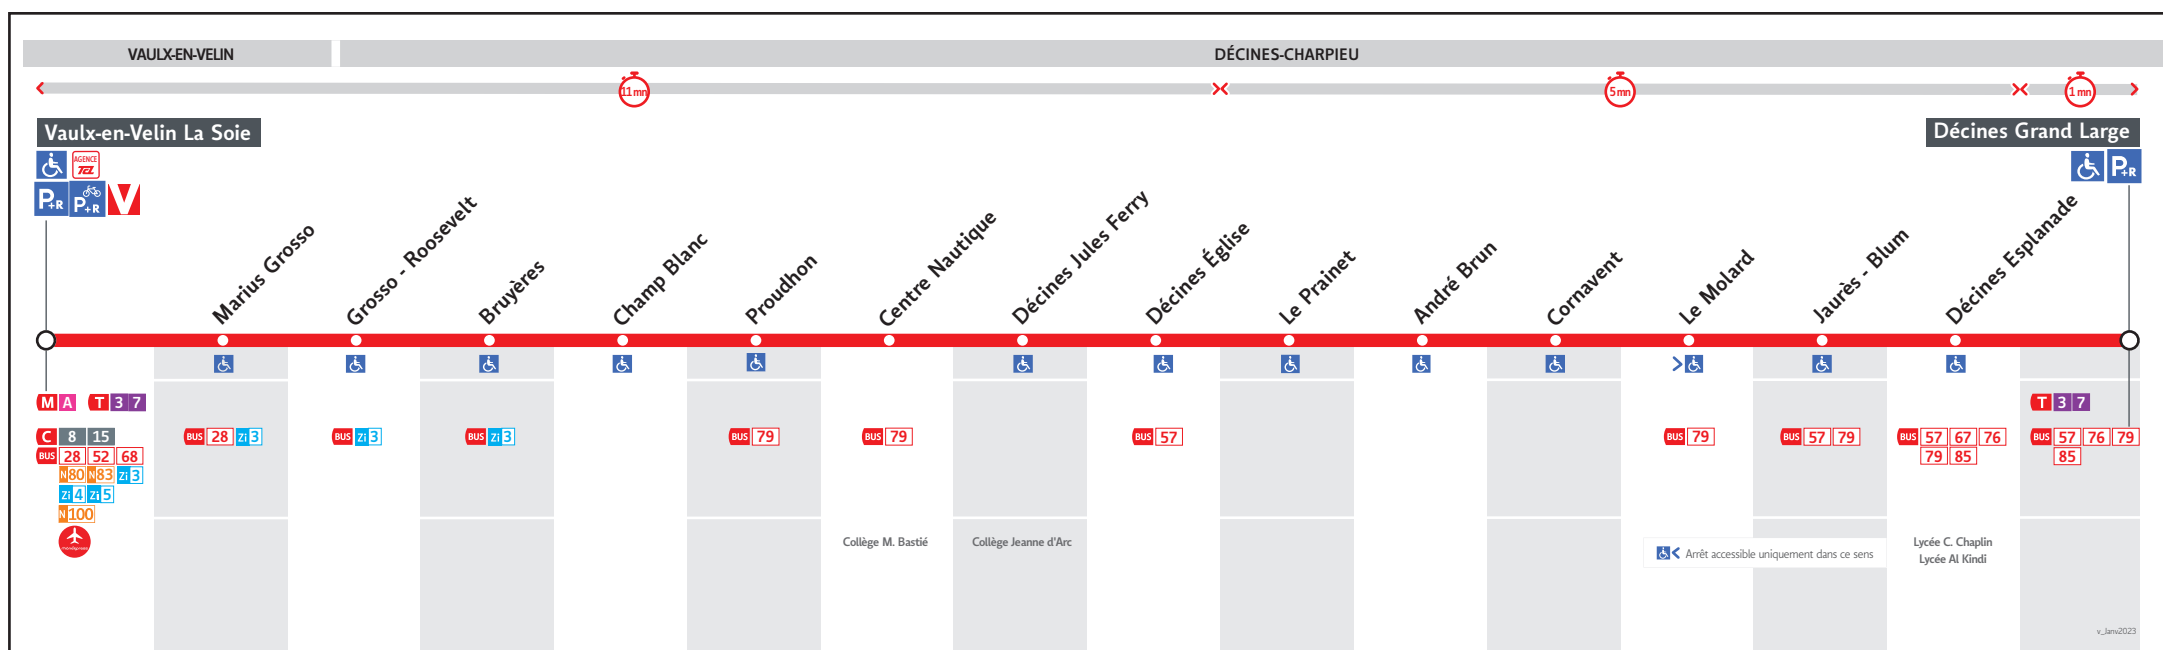 VAULX-EN-VELIN
DÉCINES-CHARPIEU
11 mn
5 mn
1 mn
Vaulx-en-Velin La Soie
Décines Grand Large
AGENCE
TCL
P+R
P+R
V
P+R
Marius Grosso
Grosso - Roosevelt
Bruyères
Champ Blanc
Proudhon
Centre Nautique
Décines Jules Ferry
Décines Église
Le Prainet
André Brun
Cornavent
Le Molard
Jaurès - Blum
Décines Esplanade
M A T 3 7
C 8 15
BUS 28 52 68
N80 N83 Zi 3
Zi 4 Zi 5
N100
BUS 28 Zi 3
BUS Zi 3
BUS Zi 3
BUS 79
BUS 79
BUS 57
BUS 79
BUS 57 79
BUS 57 67 76
79 85
T 3 7
BUS 57 76 79
85
Collège M. Bastié
Collège Jeanne d'Arc
Arrêt accessible uniquement dans ce sens
Lycée C. Chaplin
Lycée Al Kindi
v_Janv2023